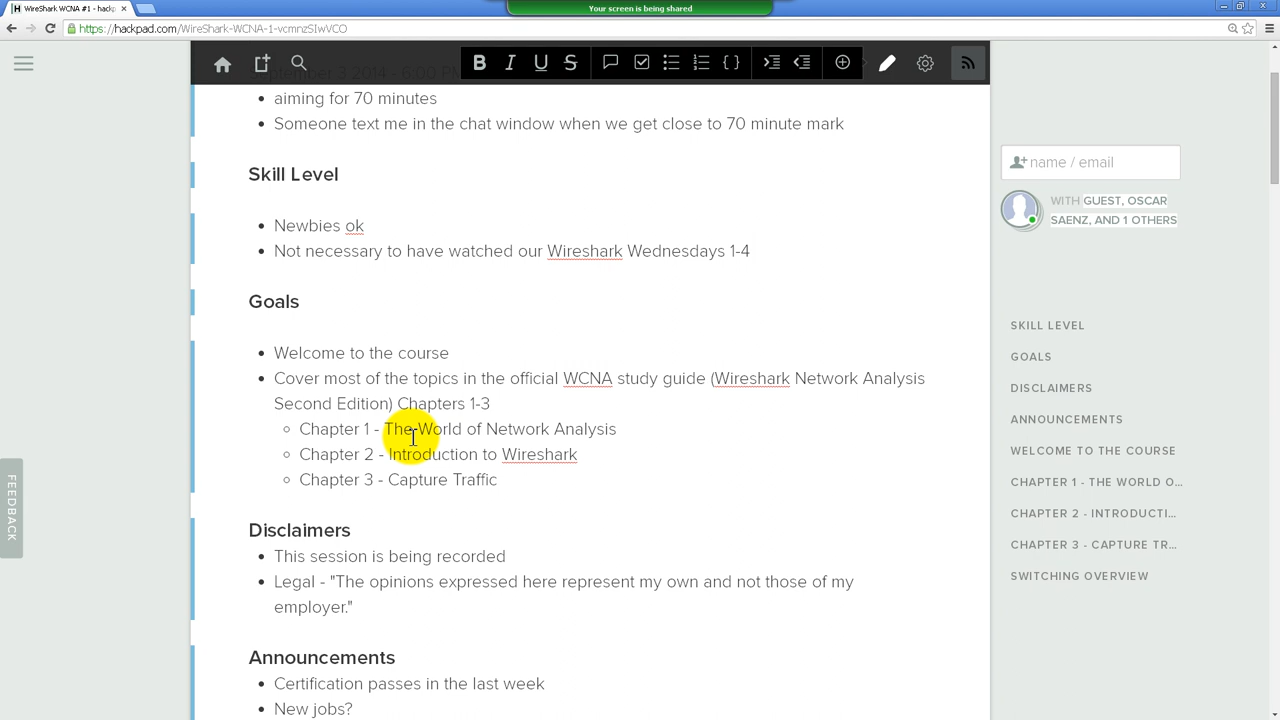 WireShark WCNA #1 - hackp
Your screen is being shared
https://hackpad.com/WireShark-WCNA-1-vcmnzSIwVCO
B I U S
September 3 2014 - 6:00 PM
aiming for 70 minutes
Someone text me in the chat window when we get close to 70 minute mark
Skill Level
Newbies ok
Not necessary to have watched our Wireshark Wednesdays 1-4
Goals
Welcome to the course
Cover most of the topics in the official WCNA study guide (Wireshark Network Analysis
Second Edition) Chapters 1-3
Chapter 1 - The World of Network Analysis
Chapter 2 - Introduction to Wireshark
Chapter 3 - Capture Traffic
Disclaimers
This session is being recorded
Legal - "The opinions expressed here represent my own and not those of my
employer."
Announcements
Certification passes in the last week
New jobs?
name / email
WITH GUEST, OSCAR
SAENZ, AND 1 OTHERS
SKILL LEVEL
GOALS
DISCLAIMERS
ANNOUNCEMENTS
WELCOME TO THE COURSE
CHAPTER 1 - THE WORLD O...
CHAPTER 2 - INTRODUCTI...
CHAPTER 3 - CAPTURE TR...
SWITCHING OVERVIEW
FEEDBACK